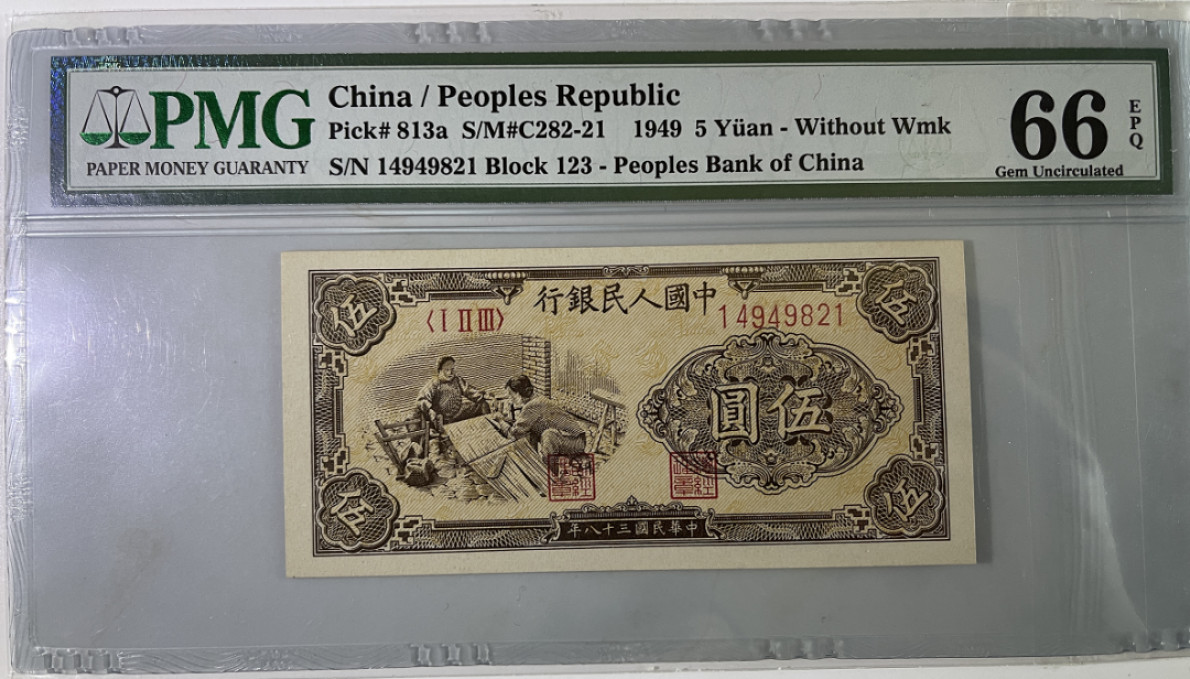 PMG
PAPER MONEY GUARANTY
China / Peoples Republic
Pick# 813a S/M#C282-21 1949 5 Yüan - Without Wmk
S/N 14949821 Block 123 - Peoples Bank of China
66
EPQ
Gem Uncirculated
行銀民人國中
〈I II III〉
14949821
伍
伍
圓伍
伍
伍
年八十三國民華中